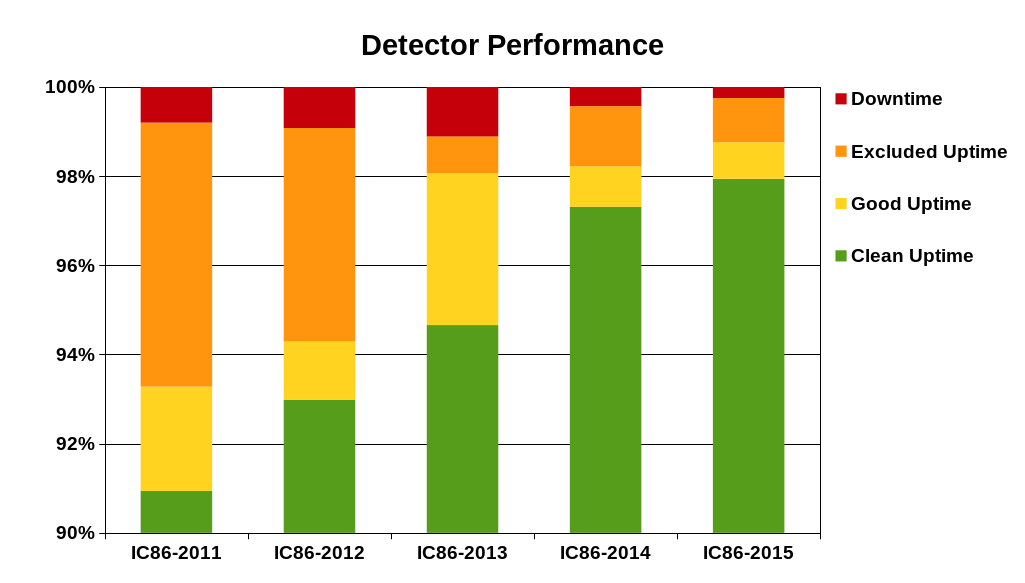 Detector Performance
100%
98%
96%
94%
92%
90%
IC86-2011 IC86-2012 IC86-2013 IC86-2014 IC86-2015
Downtime
Excluded Uptime
Good Uptime
Clean Uptime